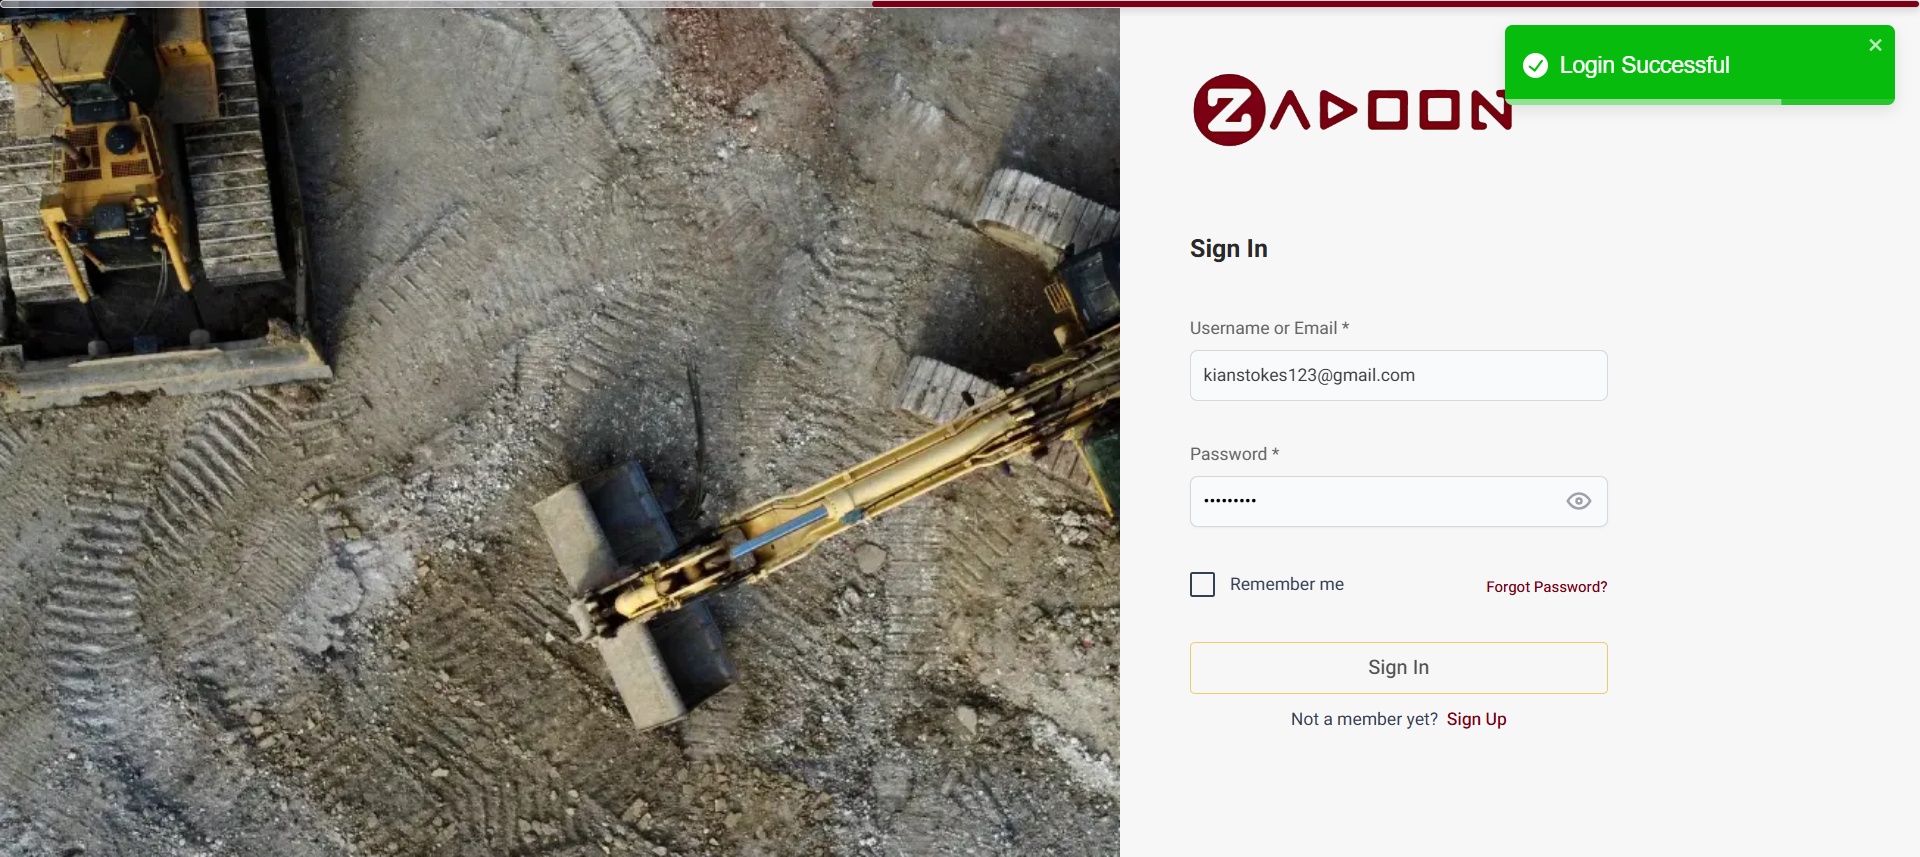 Login Successful
ZADOON
Sign In
Username or Email *
kianstokes123@gmail.com
Password *
•••••••••
Remember me
Forgot Password?
Sign In
Not a member yet? Sign Up